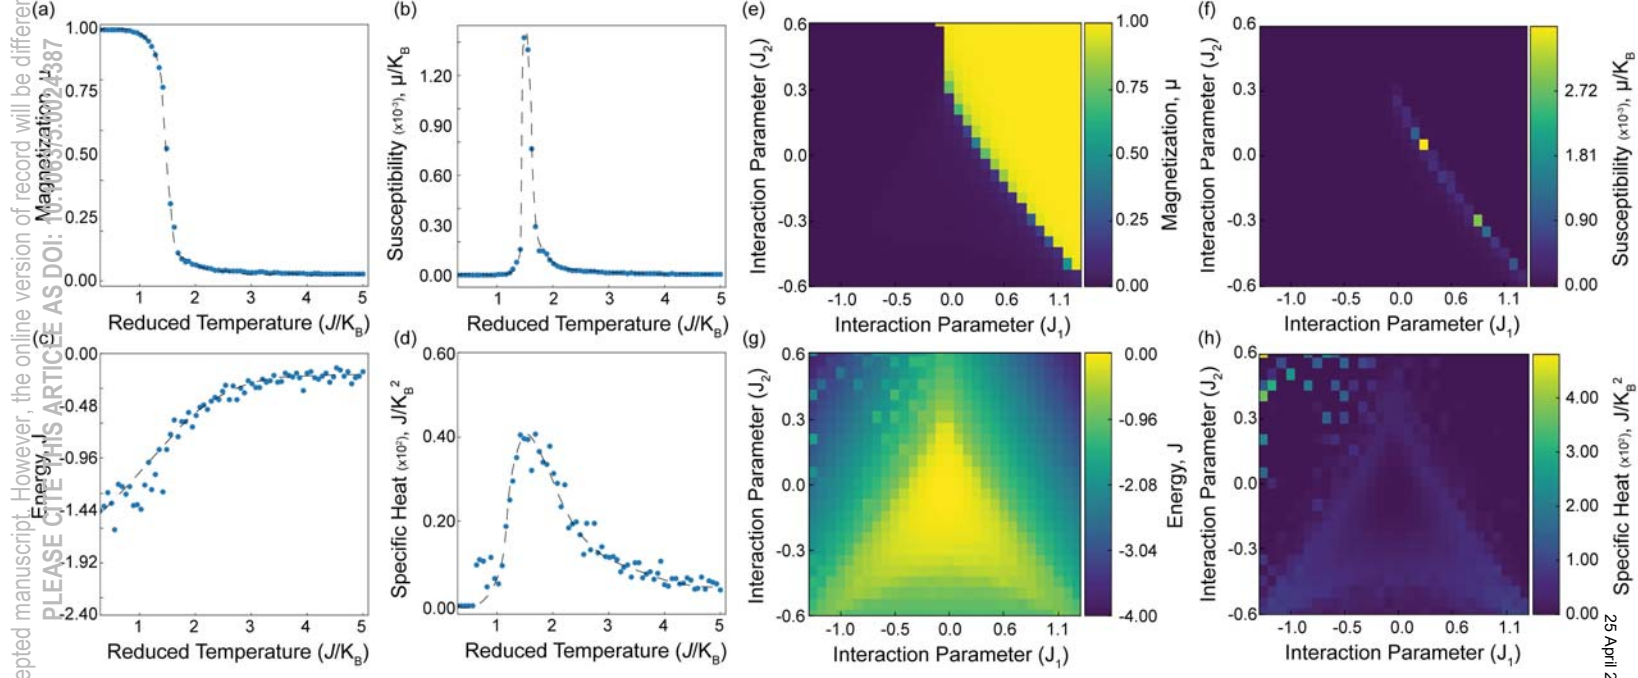 epted manuscript. However, the online version of record will be differen
PLEASE CITE THIS ARTICLE AS DOI: 10.1063/5.0024387
(a)
1.00
0.75
0.50
0.25
0.00
Magnetization, μ
1 2 3 4 5
Reduced Temperature (J/K_B)
(b)
1.20
0.90
0.60
0.30
0.00
Susceptibility (x10⁻³), μ/K_B
1 2 3 4 5
Reduced Temperature (J/K_B)
(e)
0.6
0.3
0.0
-0.3
-0.6
Interaction Parameter (J₂)
-1.0 -0.5 0.0 0.6 1.1
Interaction Parameter (J₁)
1.00
0.75
0.50
0.25
0.00
Magnetization, μ
(f)
0.6
0.3
0.0
-0.3
-0.6
Interaction Parameter (J₂)
-1.0 -0.5 0.0 0.6 1.1
Interaction Parameter (J₁)
2.72
1.81
0.90
0.00
Susceptibility (x10⁻³), μ/K_B
(c)
0.00
-0.48
-0.96
-1.44
-1.92
-2.40
Energy, J
1 2 3 4 5
Reduced Temperature (J/K_B)
(d)
0.60
0.40
0.20
0.00
Specific Heat (x10²), J/K_B²
1 2 3 4 5
Reduced Temperature (J/K_B)
(g)
0.6
0.3
0.0
-0.3
-0.6
Interaction Parameter (J₂)
-1.0 -0.5 0.0 0.6 1.1
Interaction Parameter (J₁)
0.00
-0.96
-2.08
-3.04
-4.00
Energy, J
(h)
0.6
0.3
0.0
-0.3
-0.6
Interaction Parameter (J₂)
-1.0 -0.5 0.0 0.6 1.1
Interaction Parameter (J₁)
4.00
3.00
2.00
1.00
0.00
Specific Heat (x10²), J/K_B²
25 April 2